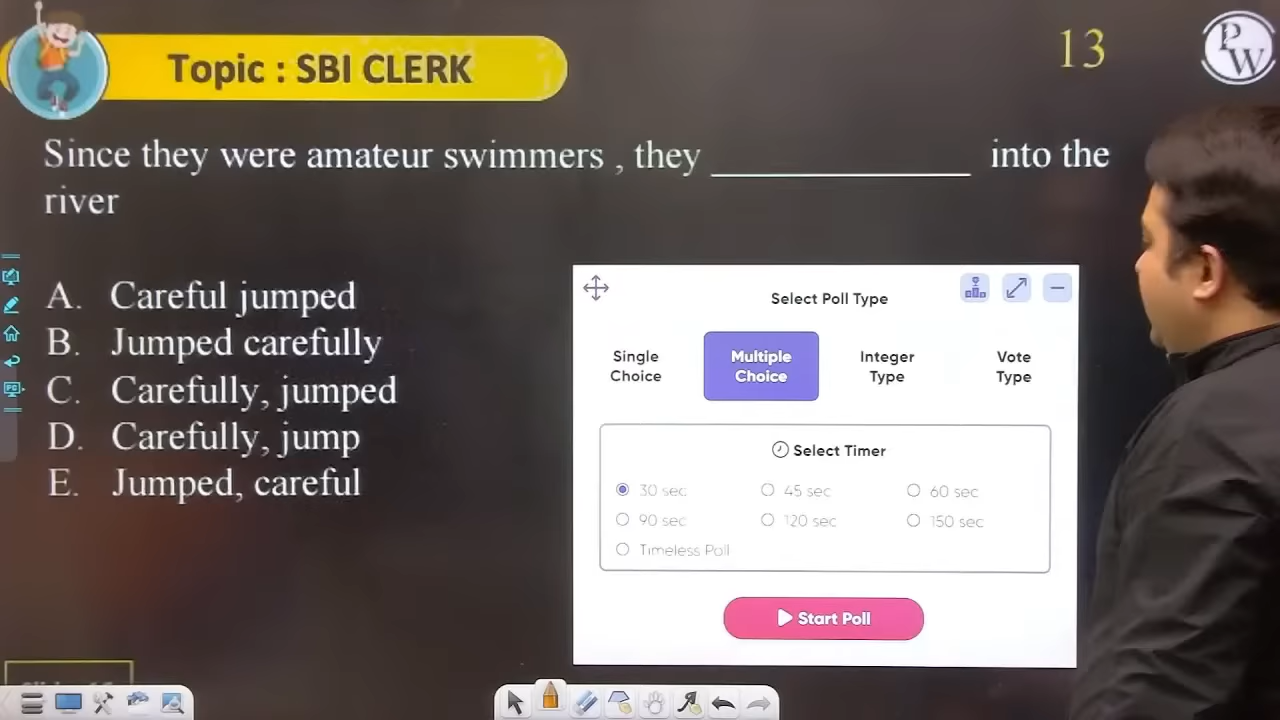 Topic : SBI CLERK
13
PW
Since they were amateur swimmers , they ______________ into the
river
A. Careful jumped
B. Jumped carefully
C. Carefully, jumped
D. Carefully, jump
E. Jumped, careful
Select Poll Type
Single Choice
Multiple Choice
Integer Type
Vote Type
Select Timer
30 sec
45 sec
60 sec
90 sec
120 sec
150 sec
Timeless Poll
Start Poll